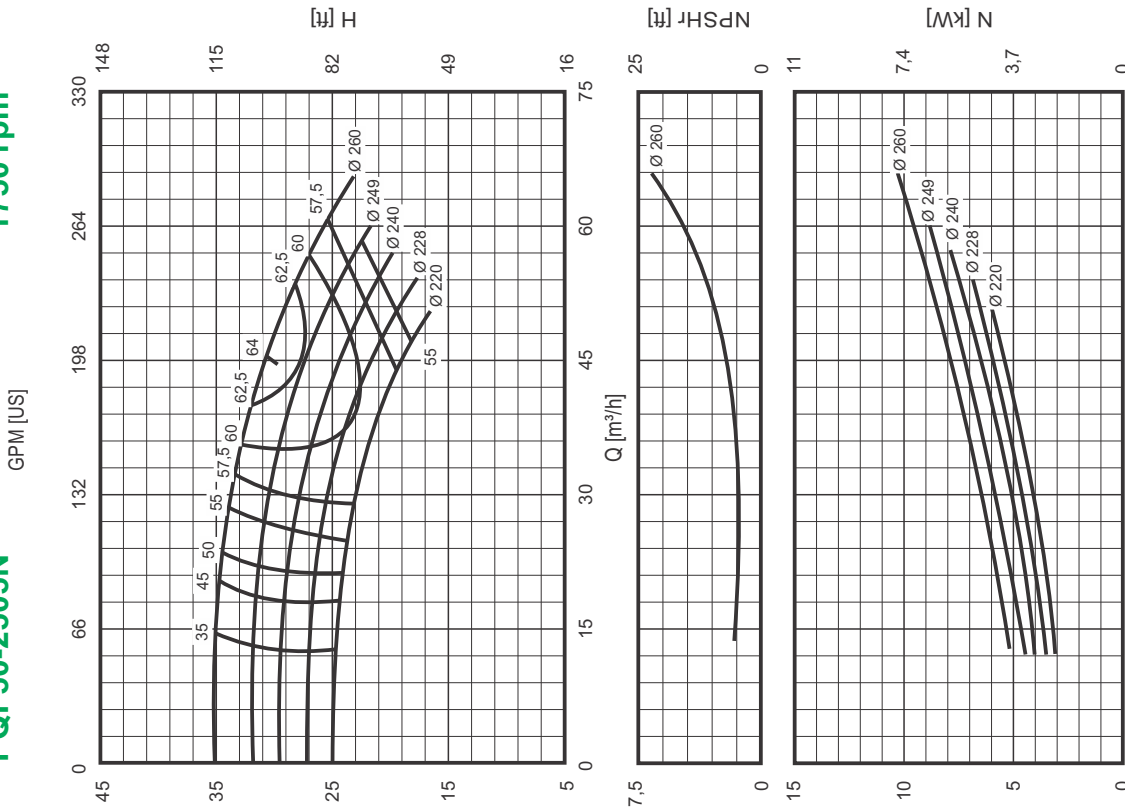 1750 rpm
GPM [US]
0 66 132 198 264 330
45 148
35 115
25 82
15 49
5 16
H [ft]
35 45 50 55 57,5 60 62,5 64 62,5 60 57,5
Ø 260
Ø 249
Ø 240
Ø 228
Ø 220
55
0 15 30 45 60 75
Q [m³/h]
7,5 25
0 0
NPSHr [ft]
Ø 260
15 11
10 7,4
5 3,7
0 0
N [kW]
Ø 260
Ø 249
Ø 240
Ø 228
Ø 220